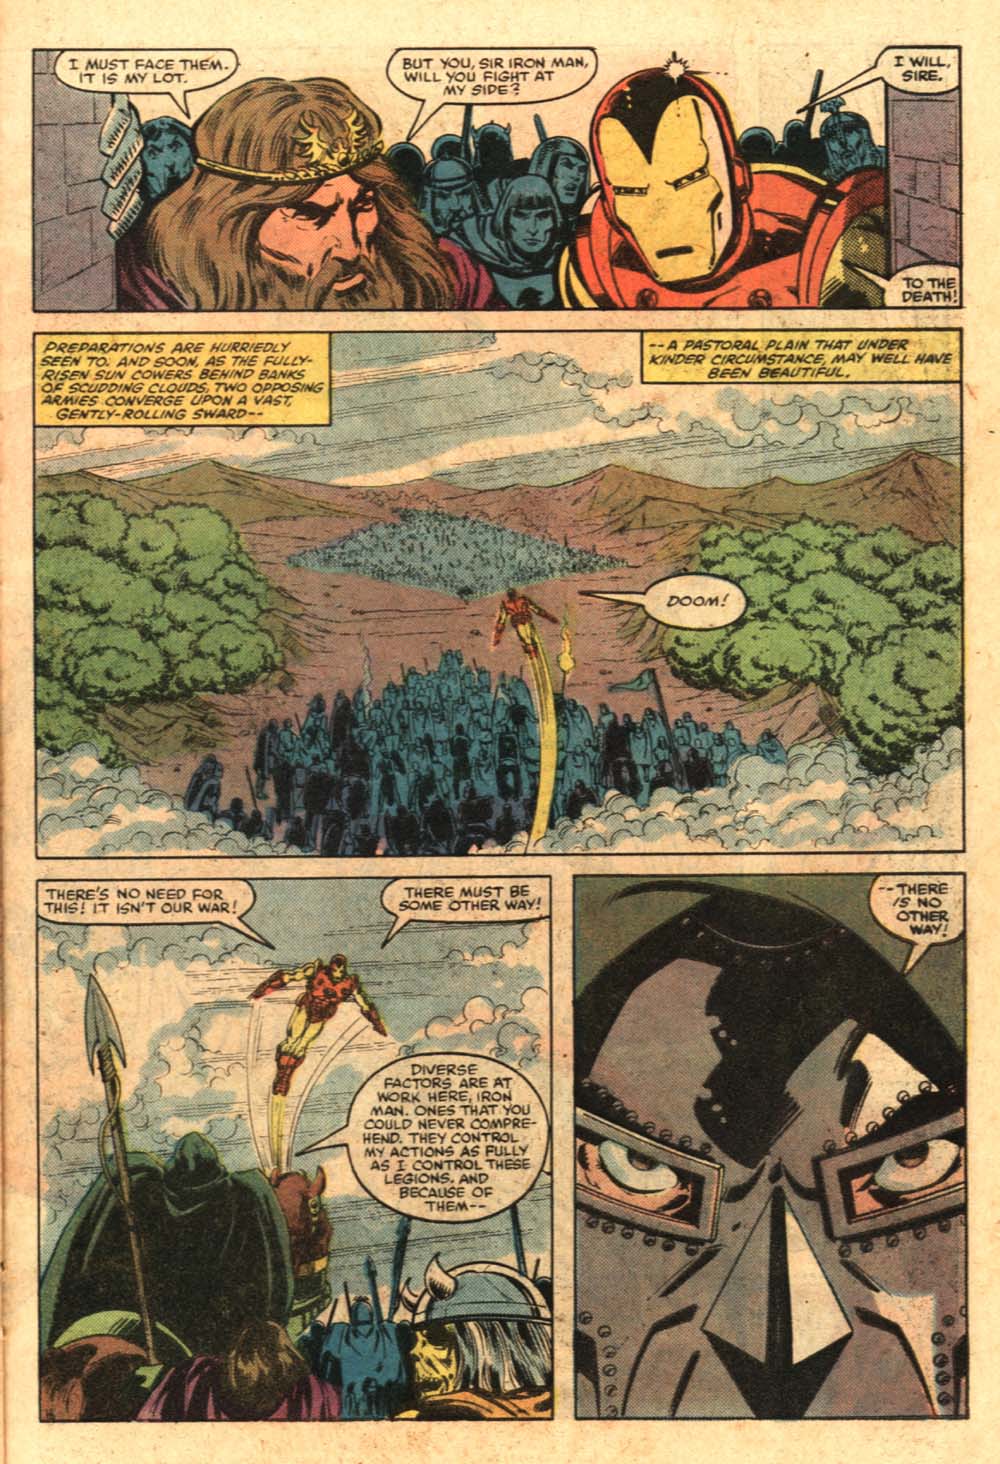 I MUST FACE THEM.
IT IS MY LOT.
BUT YOU, SIR IRON MAN,
WILL YOU FIGHT AT
MY SIDE?
I WILL,
SIRE.
TO THE
DEATH!
PREPARATIONS ARE HURRIEDLY
SEEN TO. AND SOON, AS THE FULLY-
RISEN SUN COWERS BEHIND BANKS
OF SCUDDING CLOUDS, TWO OPPOSING
ARMIES CONVERGE UPON A VAST,
GENTLY-ROLLING SWARD--
--A PASTORAL PLAIN THAT UNDER
KINDER CIRCUMSTANCE, MAY WELL HAVE
BEEN BEAUTIFUL.
DOOM!
THERE'S NO NEED FOR
THIS! IT ISN'T OUR WAR!
THERE MUST BE
SOME OTHER WAY!
DIVERSE
FACTORS ARE AT
WORK HERE, IRON
MAN. ONES THAT YOU
COULD NEVER COMPRE-
HEND. THEY CONTROL
MY ACTIONS AS FULLY
AS I CONTROL THESE
LEGIONS. AND
BECAUSE OF
THEM--
--THERE
IS NO
OTHER
WAY!